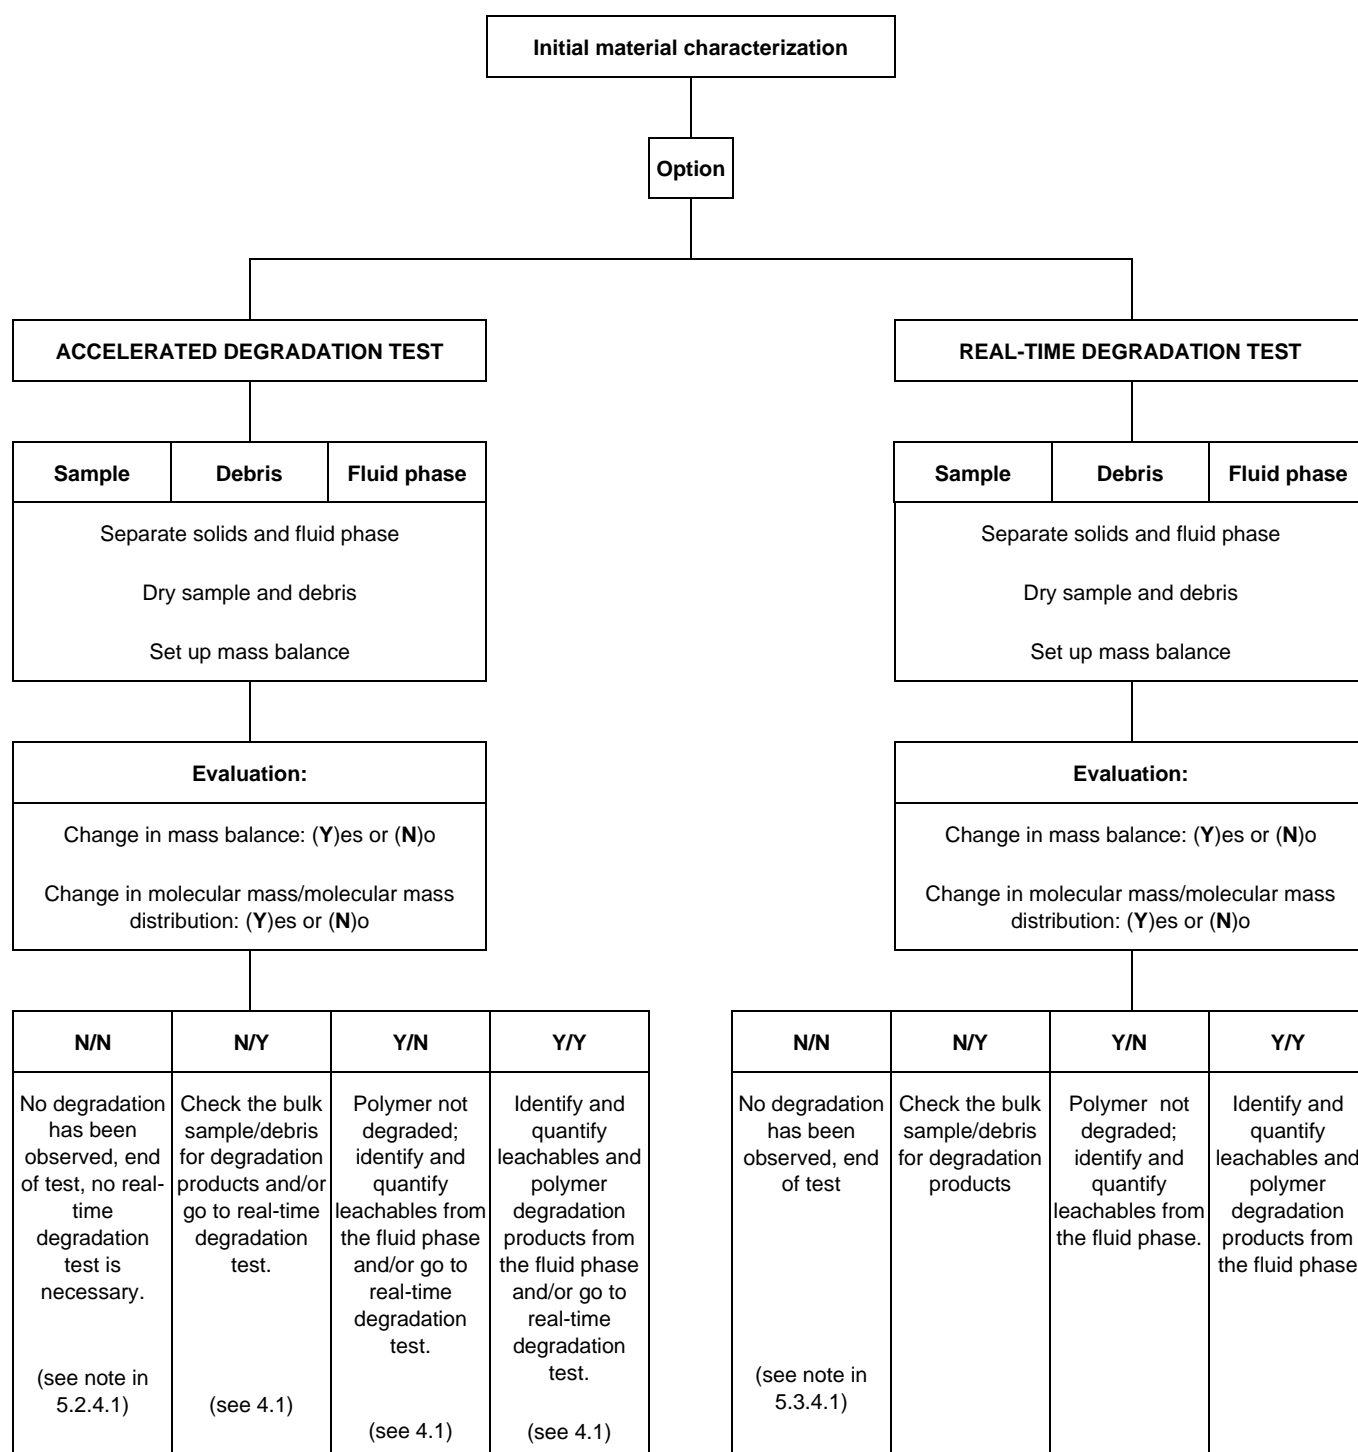 Initial material characterization
Option
ACCELERATED DEGRADATION TEST
Sample
Debris
Fluid phase
Separate solids and fluid phase
Dry sample and debris
Set up mass balance
Evaluation:
Change in mass balance: (Y)es or (N)o
Change in molecular mass/molecular mass
distribution: (Y)es or (N)o
N/N
No degradation
has been
observed, end
of test, no real-
time
degradation
test is
necessary.
(see note in
5.2.4.1)
N/Y
Check the bulk
sample/debris
for degradation
products and/or
go to real-time
degradation
test.
(see 4.1)
Y/N
Polymer not
degraded;
identify and
quantify
leachables from
the fluid phase
and/or go to
real-time
degradation
test.
(see 4.1)
Y/Y
Identify and
quantify
leachables and
polymer
degradation
products from
the fluid phase
and/or go to
real-time
degradation
test.
(see 4.1)
REAL-TIME DEGRADATION TEST
Sample
Debris
Fluid phase
Separate solids and fluid phase
Dry sample and debris
Set up mass balance
Evaluation:
Change in mass balance: (Y)es or (N)o
Change in molecular mass/molecular mass
distribution: (Y)es or (N)o
N/N
No degradation
has been
observed, end
of test
(see note in
5.3.4.1)
N/Y
Check the bulk
sample/debris
for degradation
products
Y/N
Polymer not
degraded;
identify and
quantify
leachables from
the fluid phase.
Y/Y
Identify and
quantify
leachables and
polymer
degradation
products from
the fluid phase